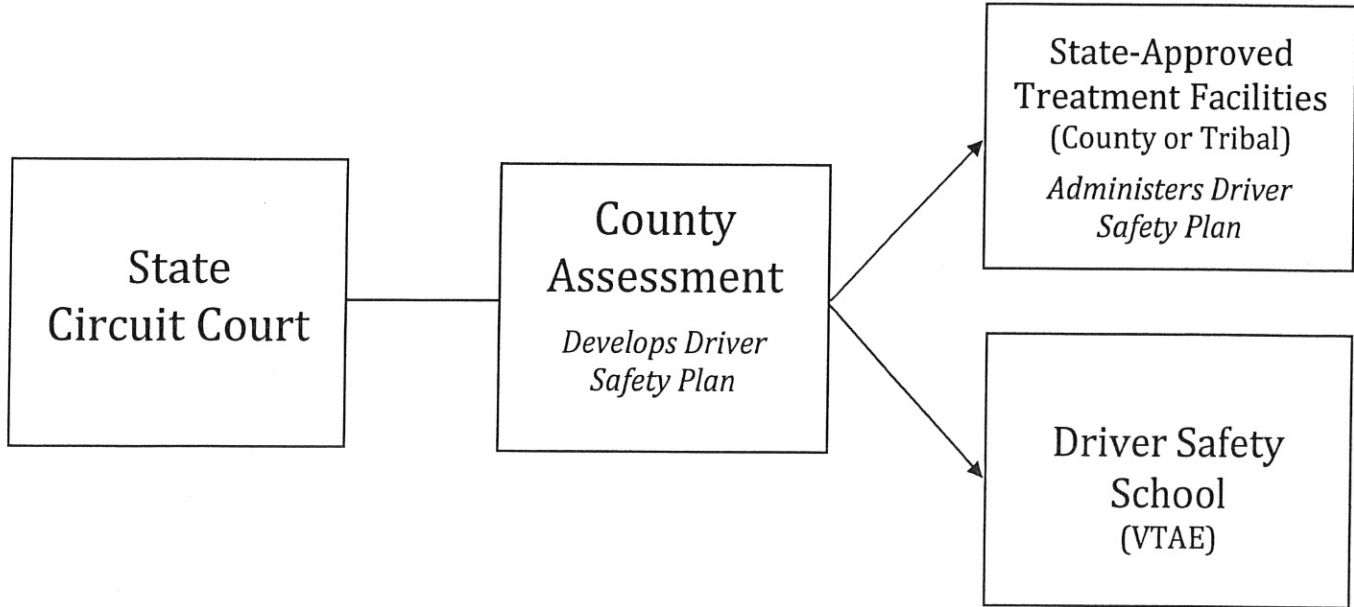 State
Circuit Court
County
Assessment
Develops Driver
Safety Plan
State-Approved
Treatment Facilities
(County or Tribal)
Administers Driver
Safety Plan
Driver Safety
School
(VTAE)